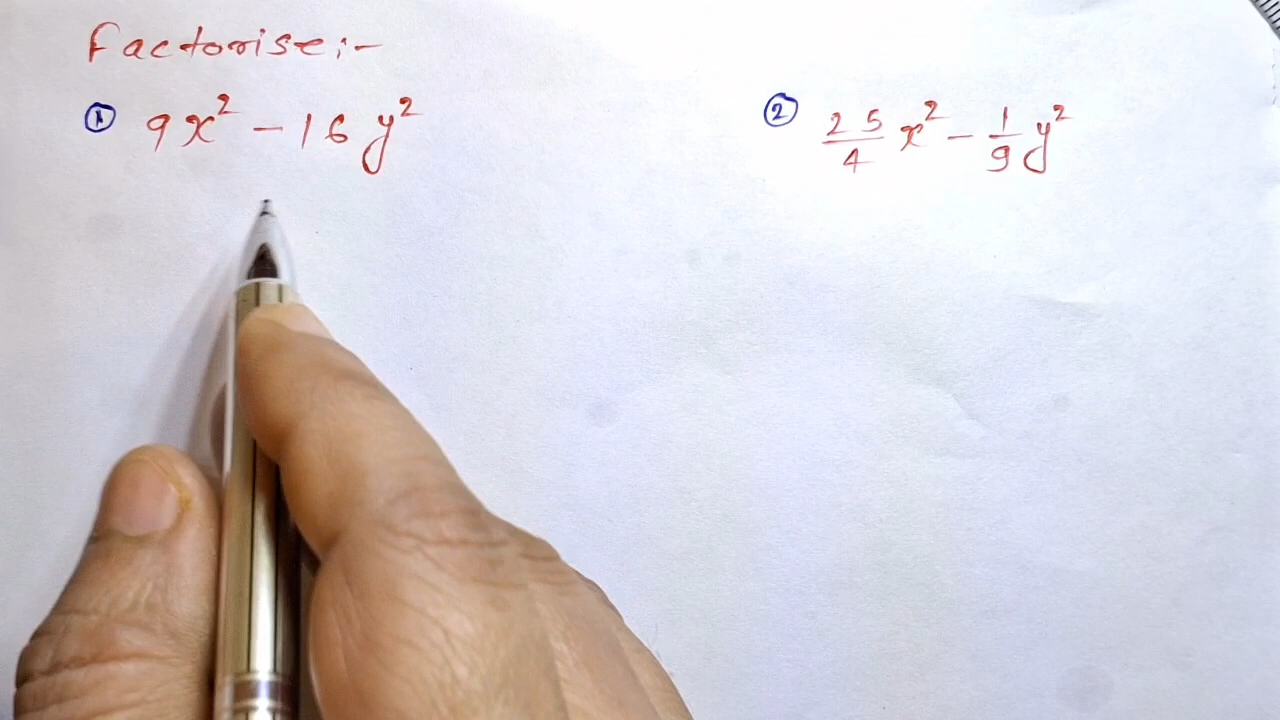 Factorise:-
① 9x² - 16y²
② 25/4 x² - 1/9 y²